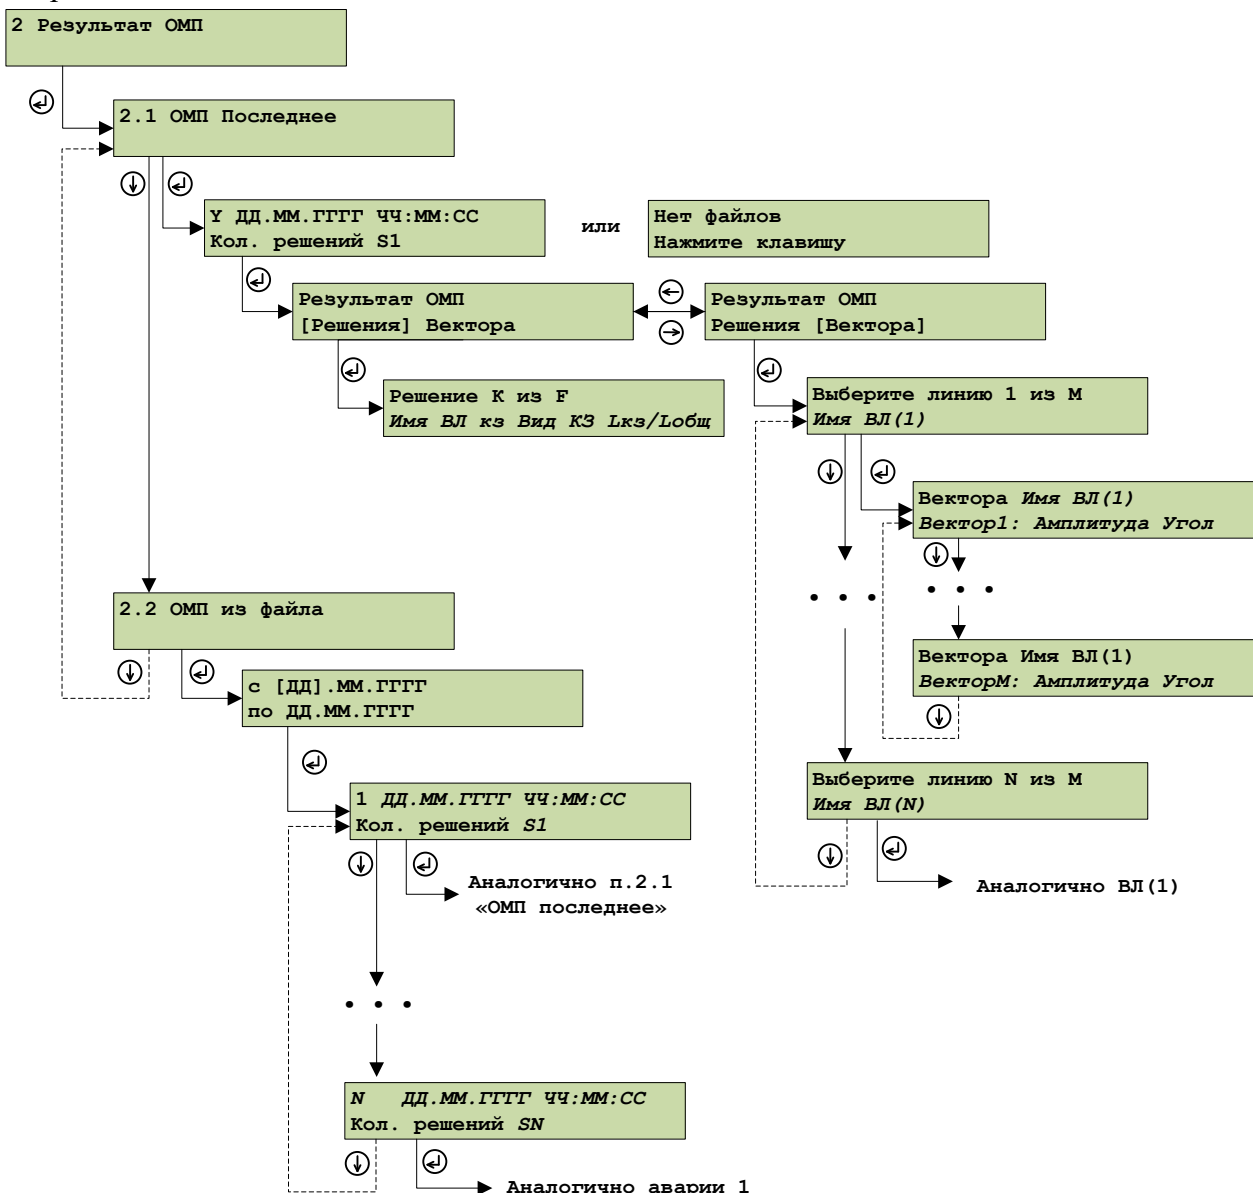 2 Результат ОМП
2.1 ОМП Последнее
Y ДД.ММ.ГГГГ ЧЧ:ММ:СС
Кол. решений S1
или
Нет файлов
Нажмите клавишу
Результат ОМП
[Решения] Вектора
Результат ОМП
Решения [Вектора]
Решение K из F
Имя ВЛ кз Вид КЗ Lкз/Lобщ
Выберите линию 1 из M
Имя ВЛ(1)
Вектора Имя ВЛ(1)
Вектор1: Амплитуда Угол
2.2 ОМП из файла
Вектора Имя ВЛ(1)
ВекторM: Амплитуда Угол
с [ДД].ММ.ГГГГ
по ДД.ММ.ГГГГ
Выберите линию N из M
Имя ВЛ(N)
1 ДД.ММ.ГГГГ ЧЧ:ММ:СС
Кол. решений S1
Аналогично п.2.1
«ОМП последнее»
Аналогично ВЛ(1)
N ДД.ММ.ГГГГ ЧЧ:ММ:СС
Кол. решений SN
Аналогично аварии 1